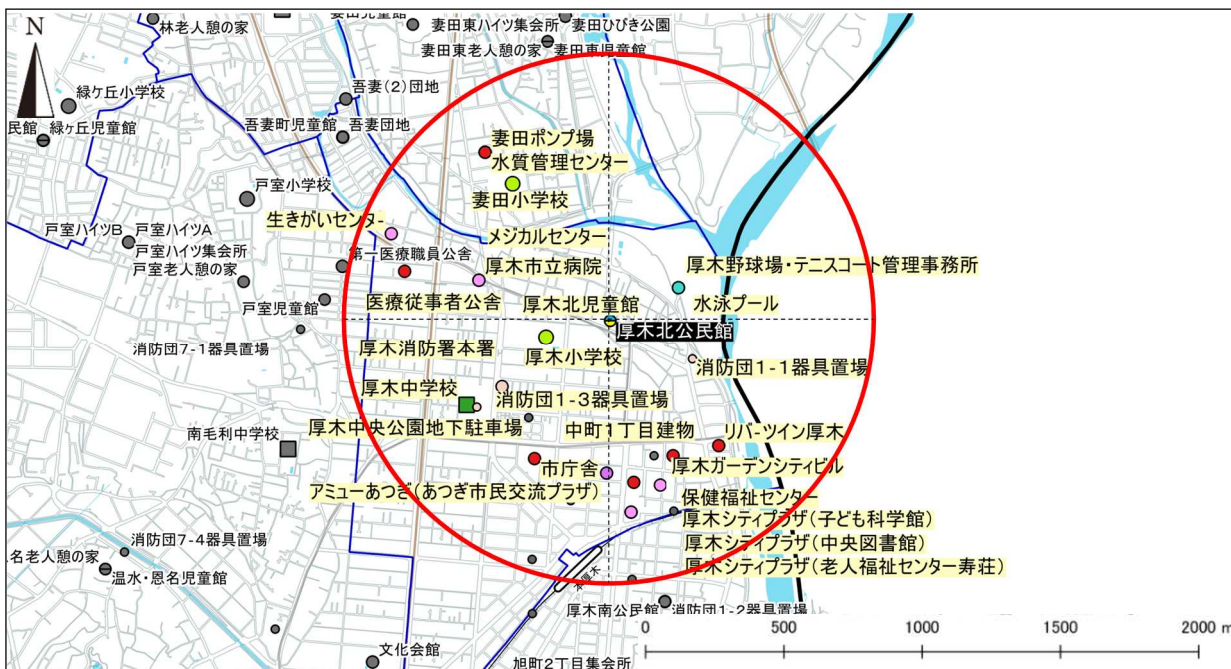 林老人憩の家
妻田東ハイツ集会所
妻田ひびき公園
妻田東老人憩の家
妻田東児童館
N
緑ケ丘小学校
民館
緑ケ丘児童館
吾妻(2)団地
吾妻町児童館
吾妻団地
妻田ポンプ場
水質管理センター
妻田小学校
戸室小学校
生きがいセンター
メジカルセンター
戸室ハイツB
戸室ハイツA
戸室ハイツ集会所
戸室老人憩の家
第一医療職員公舎
厚木市立病院
厚木野球場・テニスコート管理事務所
医療従事者公舎
厚木北児童館
水泳プール
戸室児童館
厚木北公民館
消防団7-1器具置場
厚木消防署本署
厚木小学校
消防団1-1器具置場
厚木中学校
消防団1-3器具置場
厚木中央公園地下駐車場
中町1丁目建物
リバーツイン厚木
南毛利中学校
市庁舎
厚木ガーデンシティビル
アミューあつぎ(あつぎ市民交流プラザ)
保健福祉センター
厚木シティプラザ(子ども科学館)
厚木シティプラザ(中央図書館)
厚木シティプラザ(老人福祉センター寿荘)
消防団7-4器具置場
名老人憩の家
温水・恩名児童館
本厚木
厚木南公民館
消防団1-2器具置場
文化会館
旭町2丁目集会所
0
500
1000
1500
2000 m